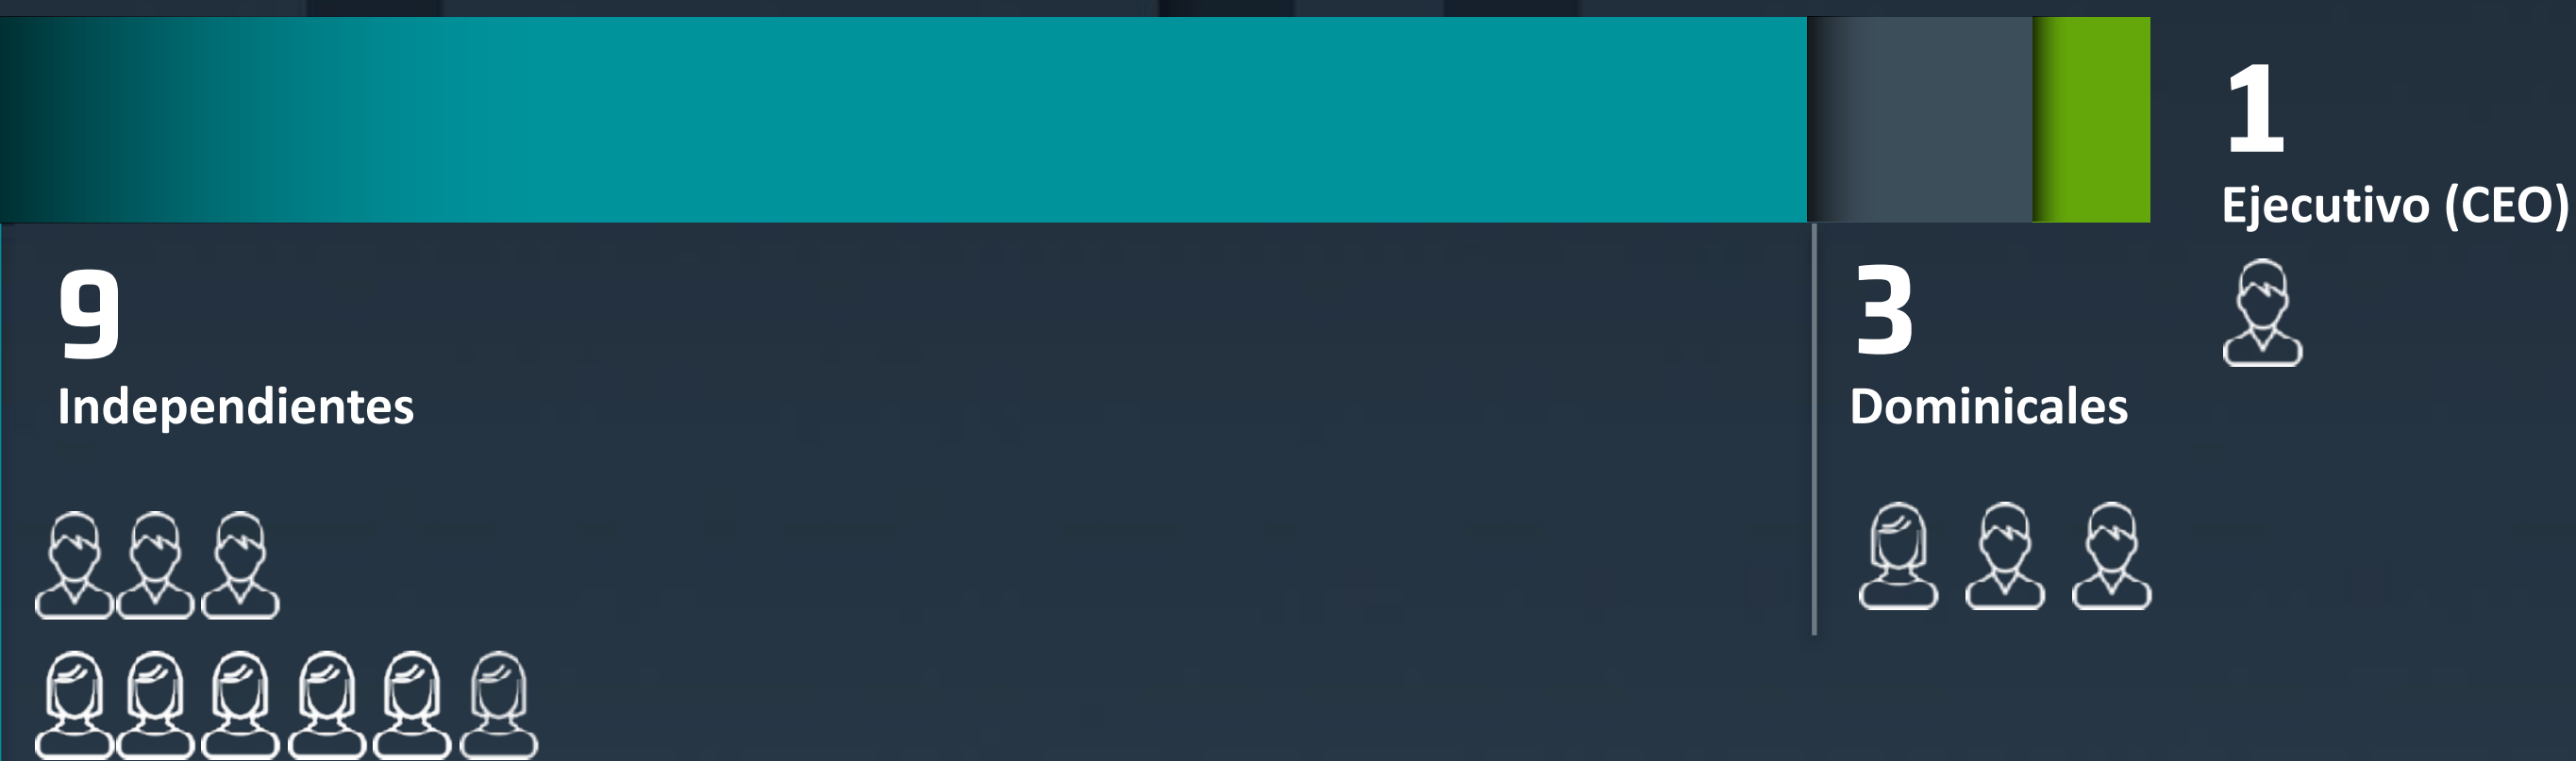 9
Independientes
3
Dominicales
1
Ejecutivo (CEO)